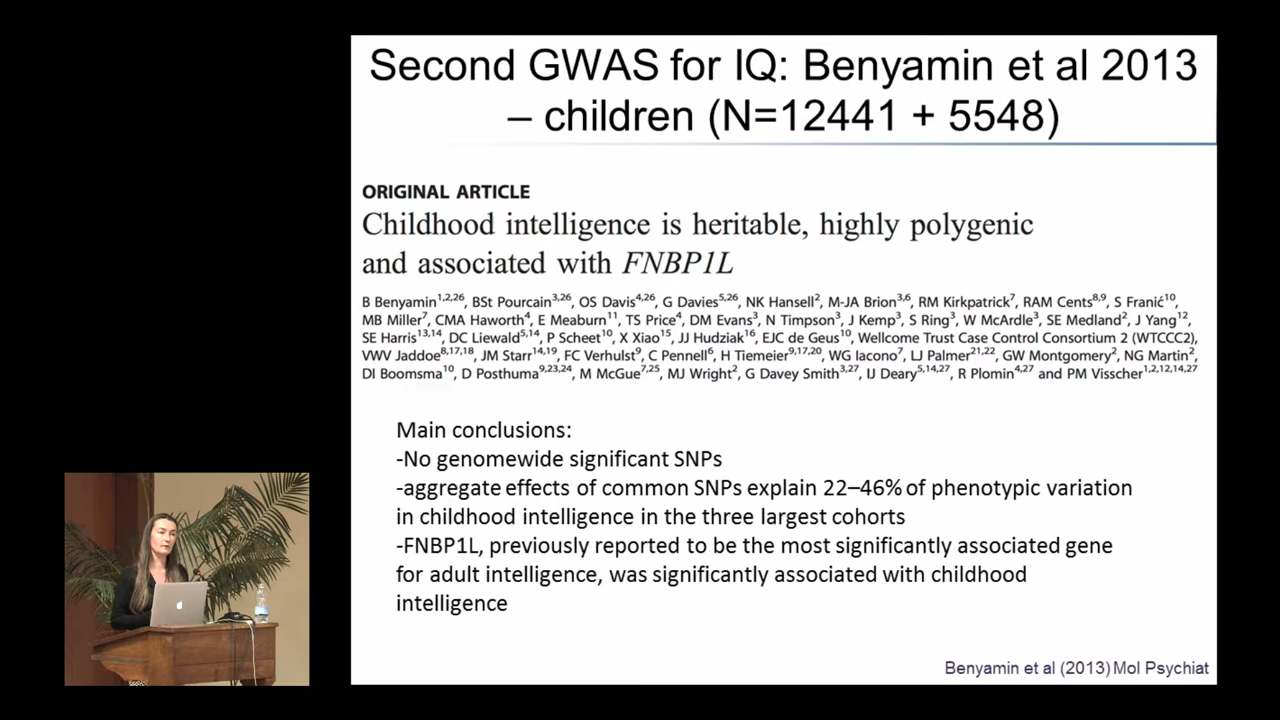 Second GWAS for IQ: Benyamin et al 2013
– children (N=12441 + 5548)
ORIGINAL ARTICLE
Childhood intelligence is heritable, highly polygenic
and associated with FNBP1L
B Benyamin1,2,26, BSt Pourcain3,26, OS Davis4,26, G Davies5,26, NK Hansell2, M-JA Brion3,6, RM Kirkpatrick7, RAM Cents8,9, S Franić10,
MB Miller7, CMA Haworth4, E Meaburn11, TS Price4, DM Evans3, N Timpson3, J Kemp3, S Ring3, W McArdle3, SE Medland2, J Yang12,
SE Harris13,14, DC Liewald5,14, P Scheet10, X Xiao15, JJ Hudziak16, EJC de Geus10, Wellcome Trust Case Control Consortium 2 (WTCCC2),
VWV Jaddoe8,17,18, JM Starr14,19, FC Verhulst9, C Pennell6, H Tiemeier9,17,20, WG Iacono7, LJ Palmer21,22, GW Montgomery2, NG Martin2,
DI Boomsma10, D Posthuma9,23,24, M McGue7,25, MJ Wright2, G Davey Smith3,27, IJ Deary5,14,27, R Plomin4,27 and PM Visscher1,2,12,14,27
Main conclusions:
-No genomewide significant SNPs
-aggregate effects of common SNPs explain 22–46% of phenotypic variation
in childhood intelligence in the three largest cohorts
-FNBP1L, previously reported to be the most significantly associated gene
for adult intelligence, was significantly associated with childhood
intelligence
Benyamin et al (2013) Mol Psychiat